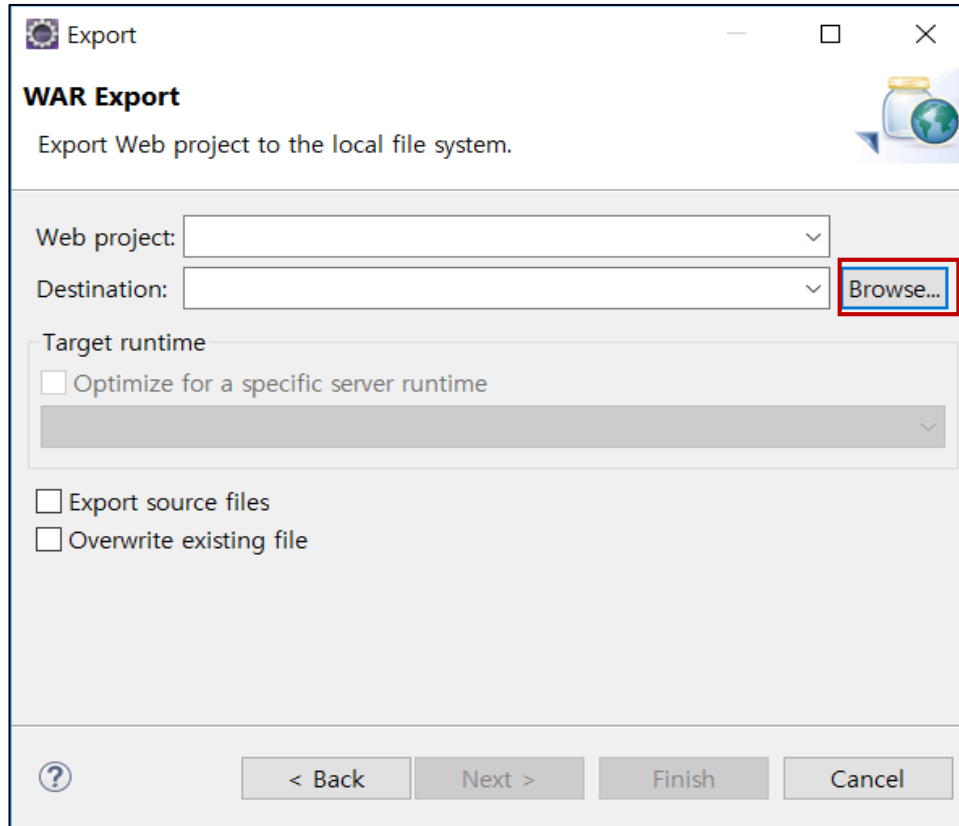 Export
WAR Export
Export Web project to the local file system.
Web project:
Destination:
Browse...
Target runtime
Optimize for a specific server runtime
Export source files
Overwrite existing file
< Back
Next >
Finish
Cancel